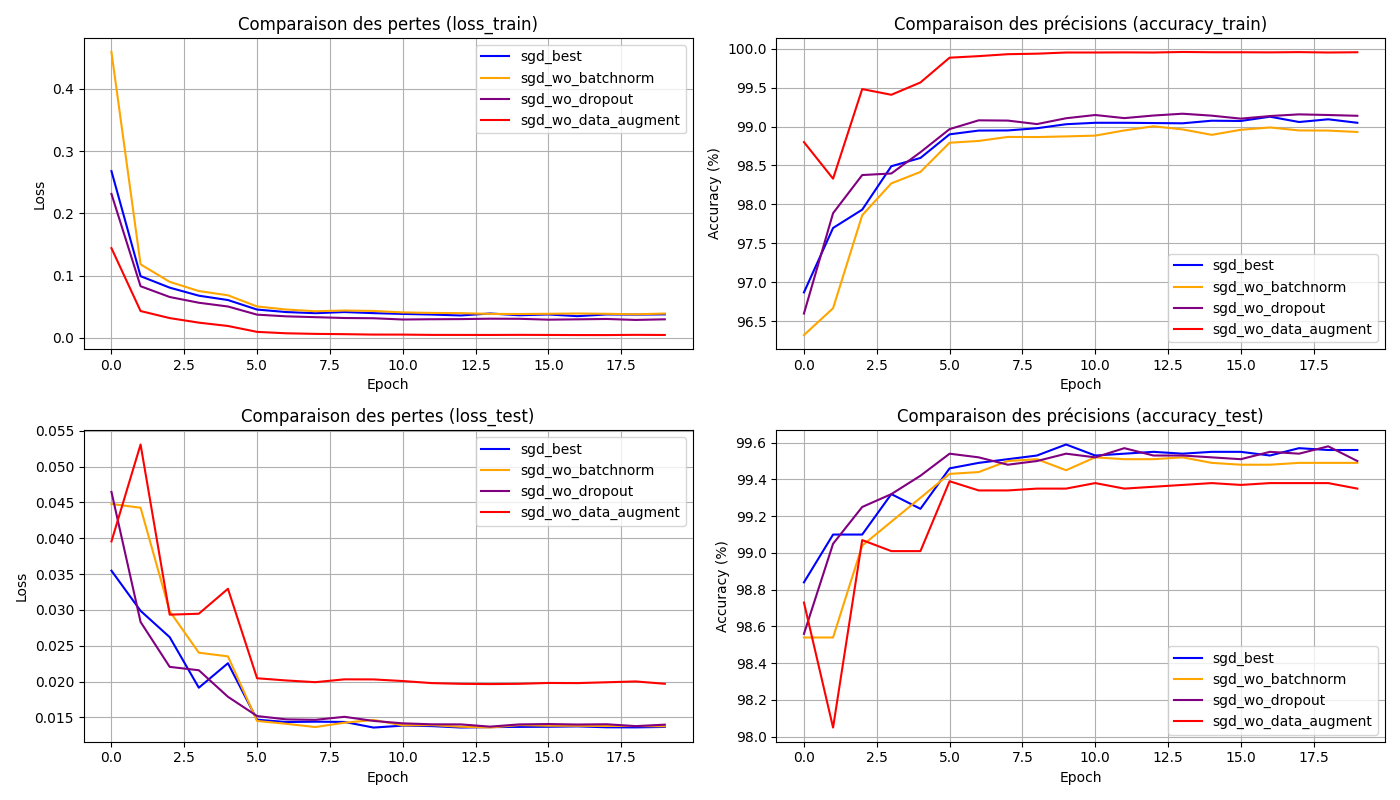 Comparaison des pertes (loss_train)
Loss
0.4
0.3
0.2
0.1
0.0
sgd_best
sgd_wo_batchnorm
sgd_wo_dropout
sgd_wo_data_augment
0.0 2.5 5.0 7.5 10.0 12.5 15.0 17.5
Epoch
Comparaison des précisions (accuracy_train)
Accuracy (%)
100.0
99.5
99.0
98.5
98.0
97.5
97.0
96.5
sgd_best
sgd_wo_batchnorm
sgd_wo_dropout
sgd_wo_data_augment
0.0 2.5 5.0 7.5 10.0 12.5 15.0 17.5
Epoch
Comparaison des pertes (loss_test)
Loss
0.055
0.050
0.045
0.040
0.035
0.030
0.025
0.020
0.015
sgd_best
sgd_wo_batchnorm
sgd_wo_dropout
sgd_wo_data_augment
0.0 2.5 5.0 7.5 10.0 12.5 15.0 17.5
Epoch
Comparaison des précisions (accuracy_test)
Accuracy (%)
99.6
99.4
99.2
99.0
98.8
98.6
98.4
98.2
98.0
sgd_best
sgd_wo_batchnorm
sgd_wo_dropout
sgd_wo_data_augment
0.0 2.5 5.0 7.5 10.0 12.5 15.0 17.5
Epoch